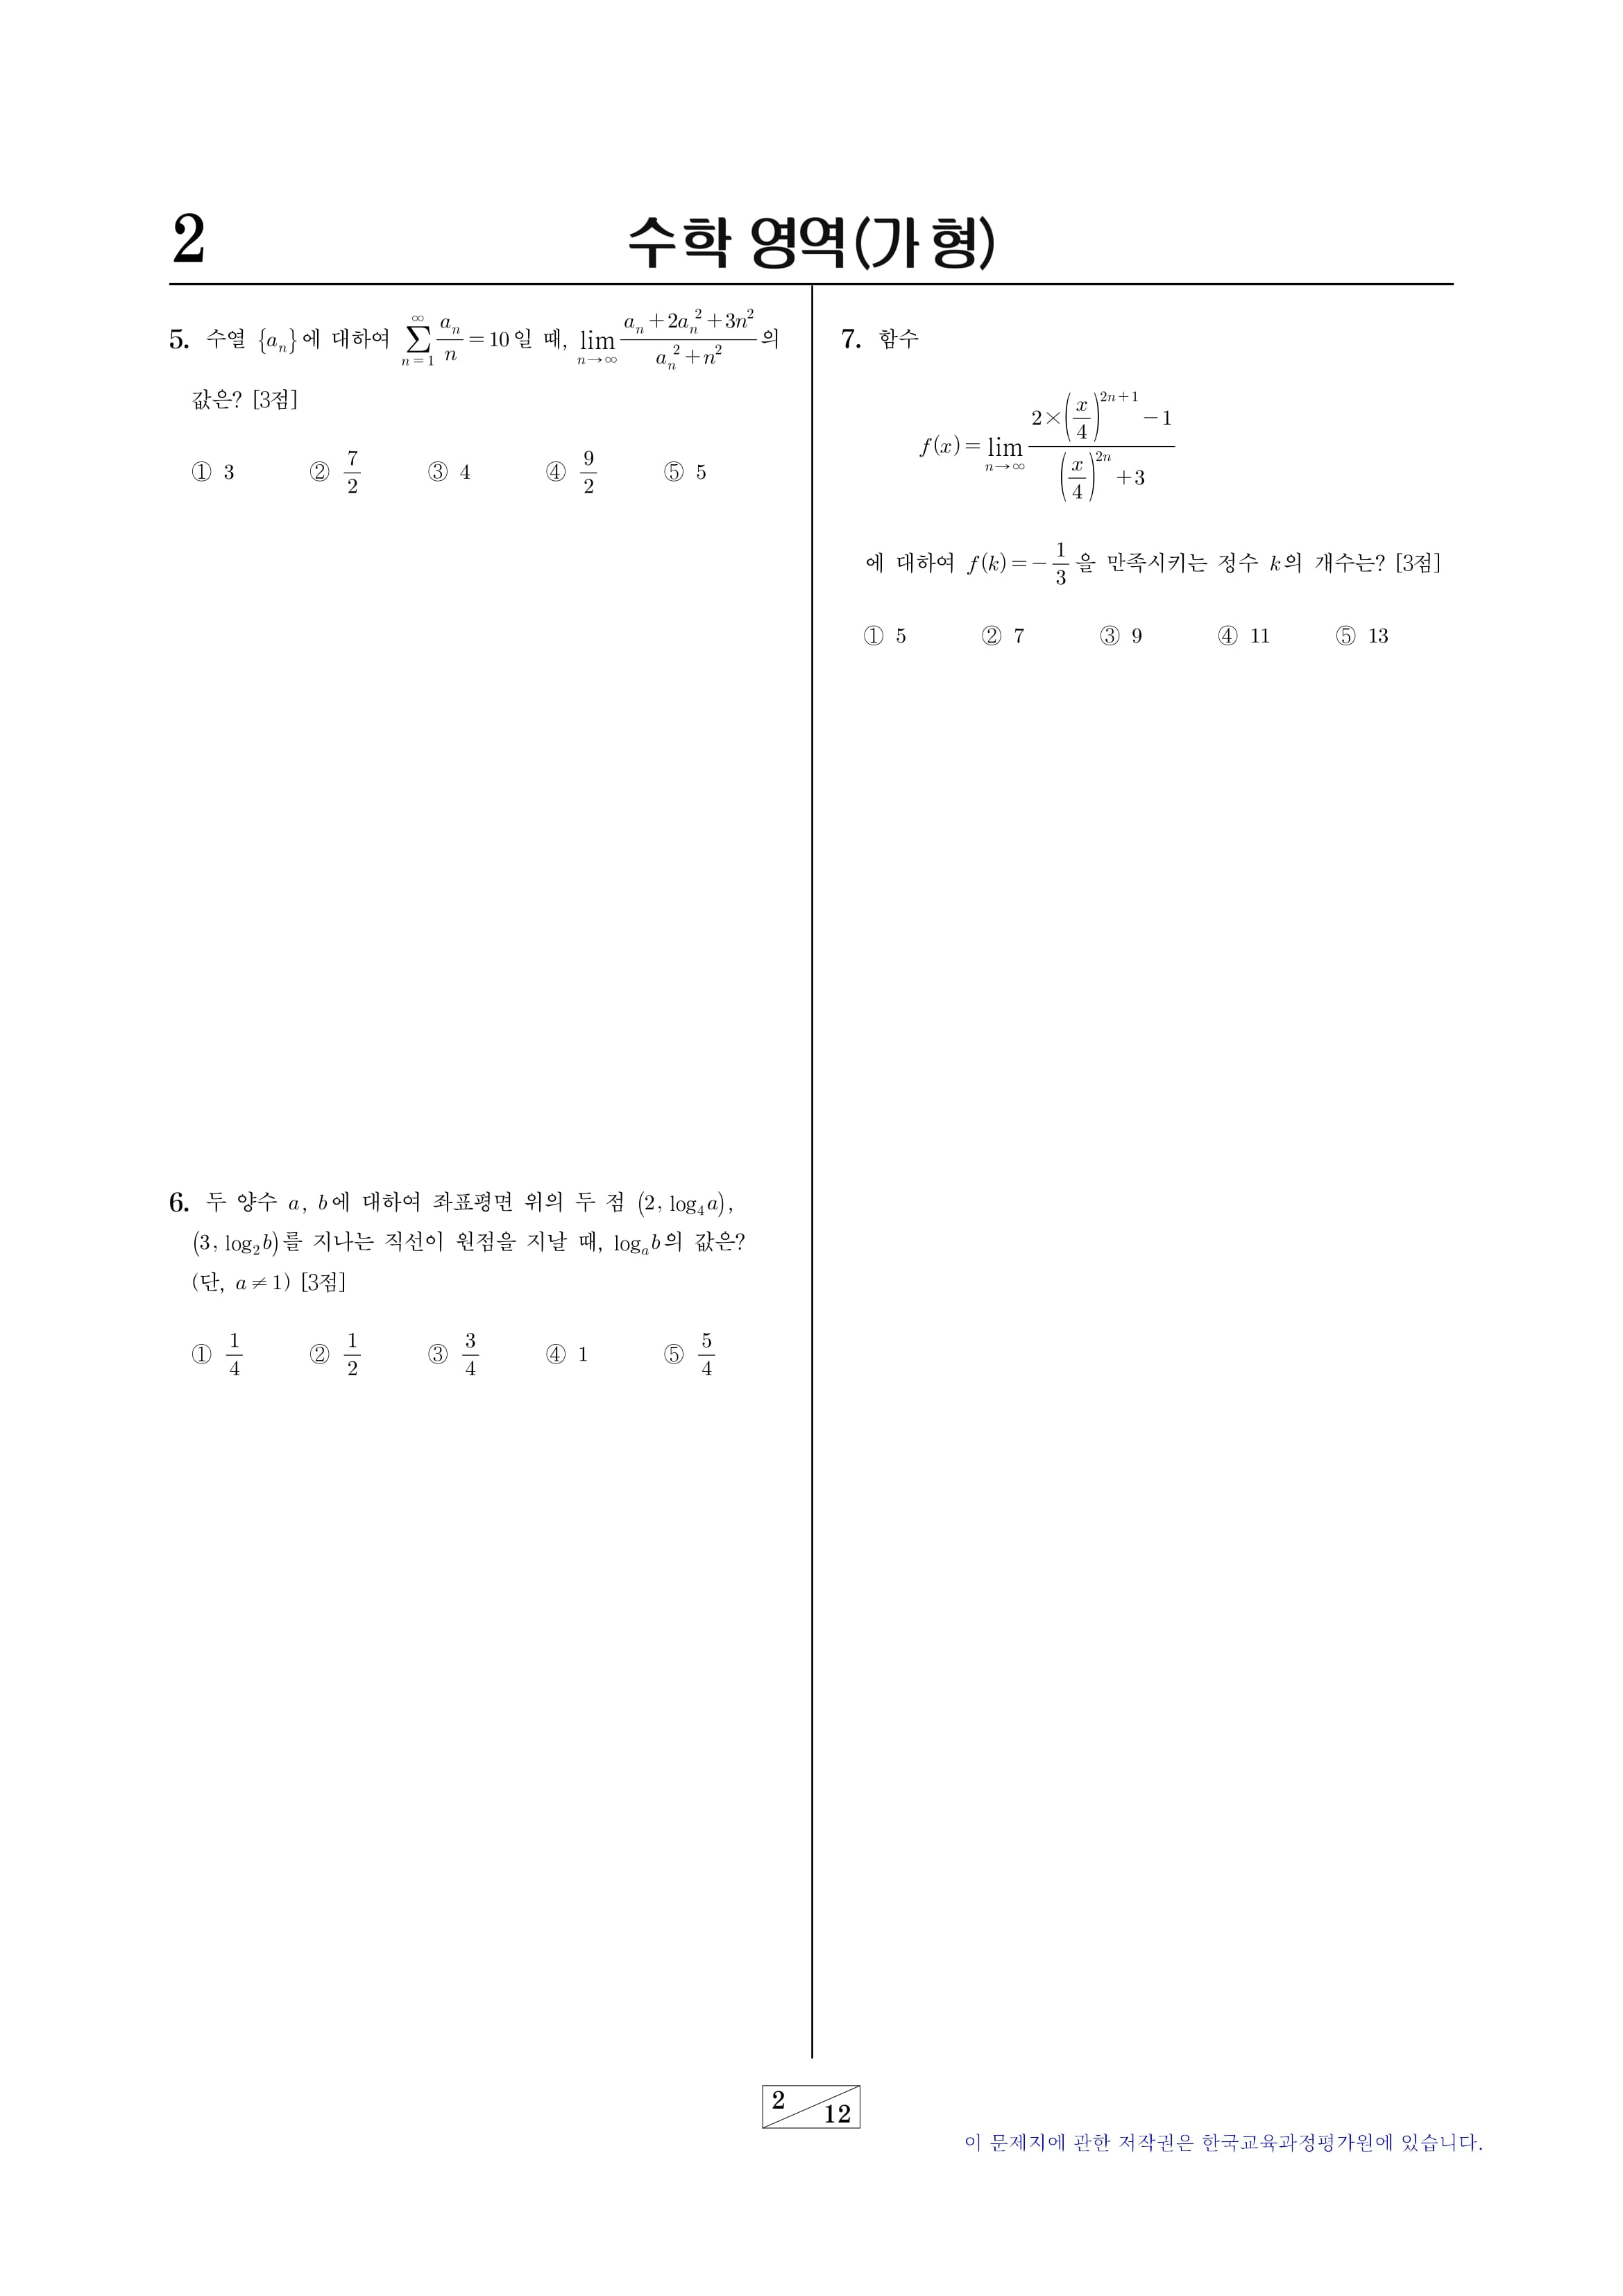 2
수학 영역(가 형)
5. 수열 {aₙ}에 대하여 $\sum_{n=1}^{\infty}\frac{a_n}{n}=10$일 때, $\lim_{n\to\infty}\frac{a_n+2a_n^2+3n^2}{a_n^2+n^2}$의
값은? [3점]
① 3 ② $\frac{7}{2}$ ③ 4 ④ $\frac{9}{2}$ ⑤ 5
6. 두 양수 a, b에 대하여 좌표평면 위의 두 점 (2, log₄a),
(3, log₂b)를 지나는 직선이 원점을 지날 때, $\log_a b$의 값은?
(단, a≠1) [3점]
① $\frac{1}{4}$ ② $\frac{1}{2}$ ③ $\frac{3}{4}$ ④ 1 ⑤ $\frac{5}{4}$
7. 함수
$f(x)=\lim_{n\to\infty}\frac{2\times\left(\frac{x}{4}\right)^{2n+1}-1}{\left(\frac{x}{4}\right)^{2n}+3}$
에 대하여 $f(k)=-\frac{1}{3}$을 만족시키는 정수 k의 개수는? [3점]
① 5 ② 7 ③ 9 ④ 11 ⑤ 13
2
12
이 문제지에 관한 저작권은 한국교육과정평가원에 있습니다.